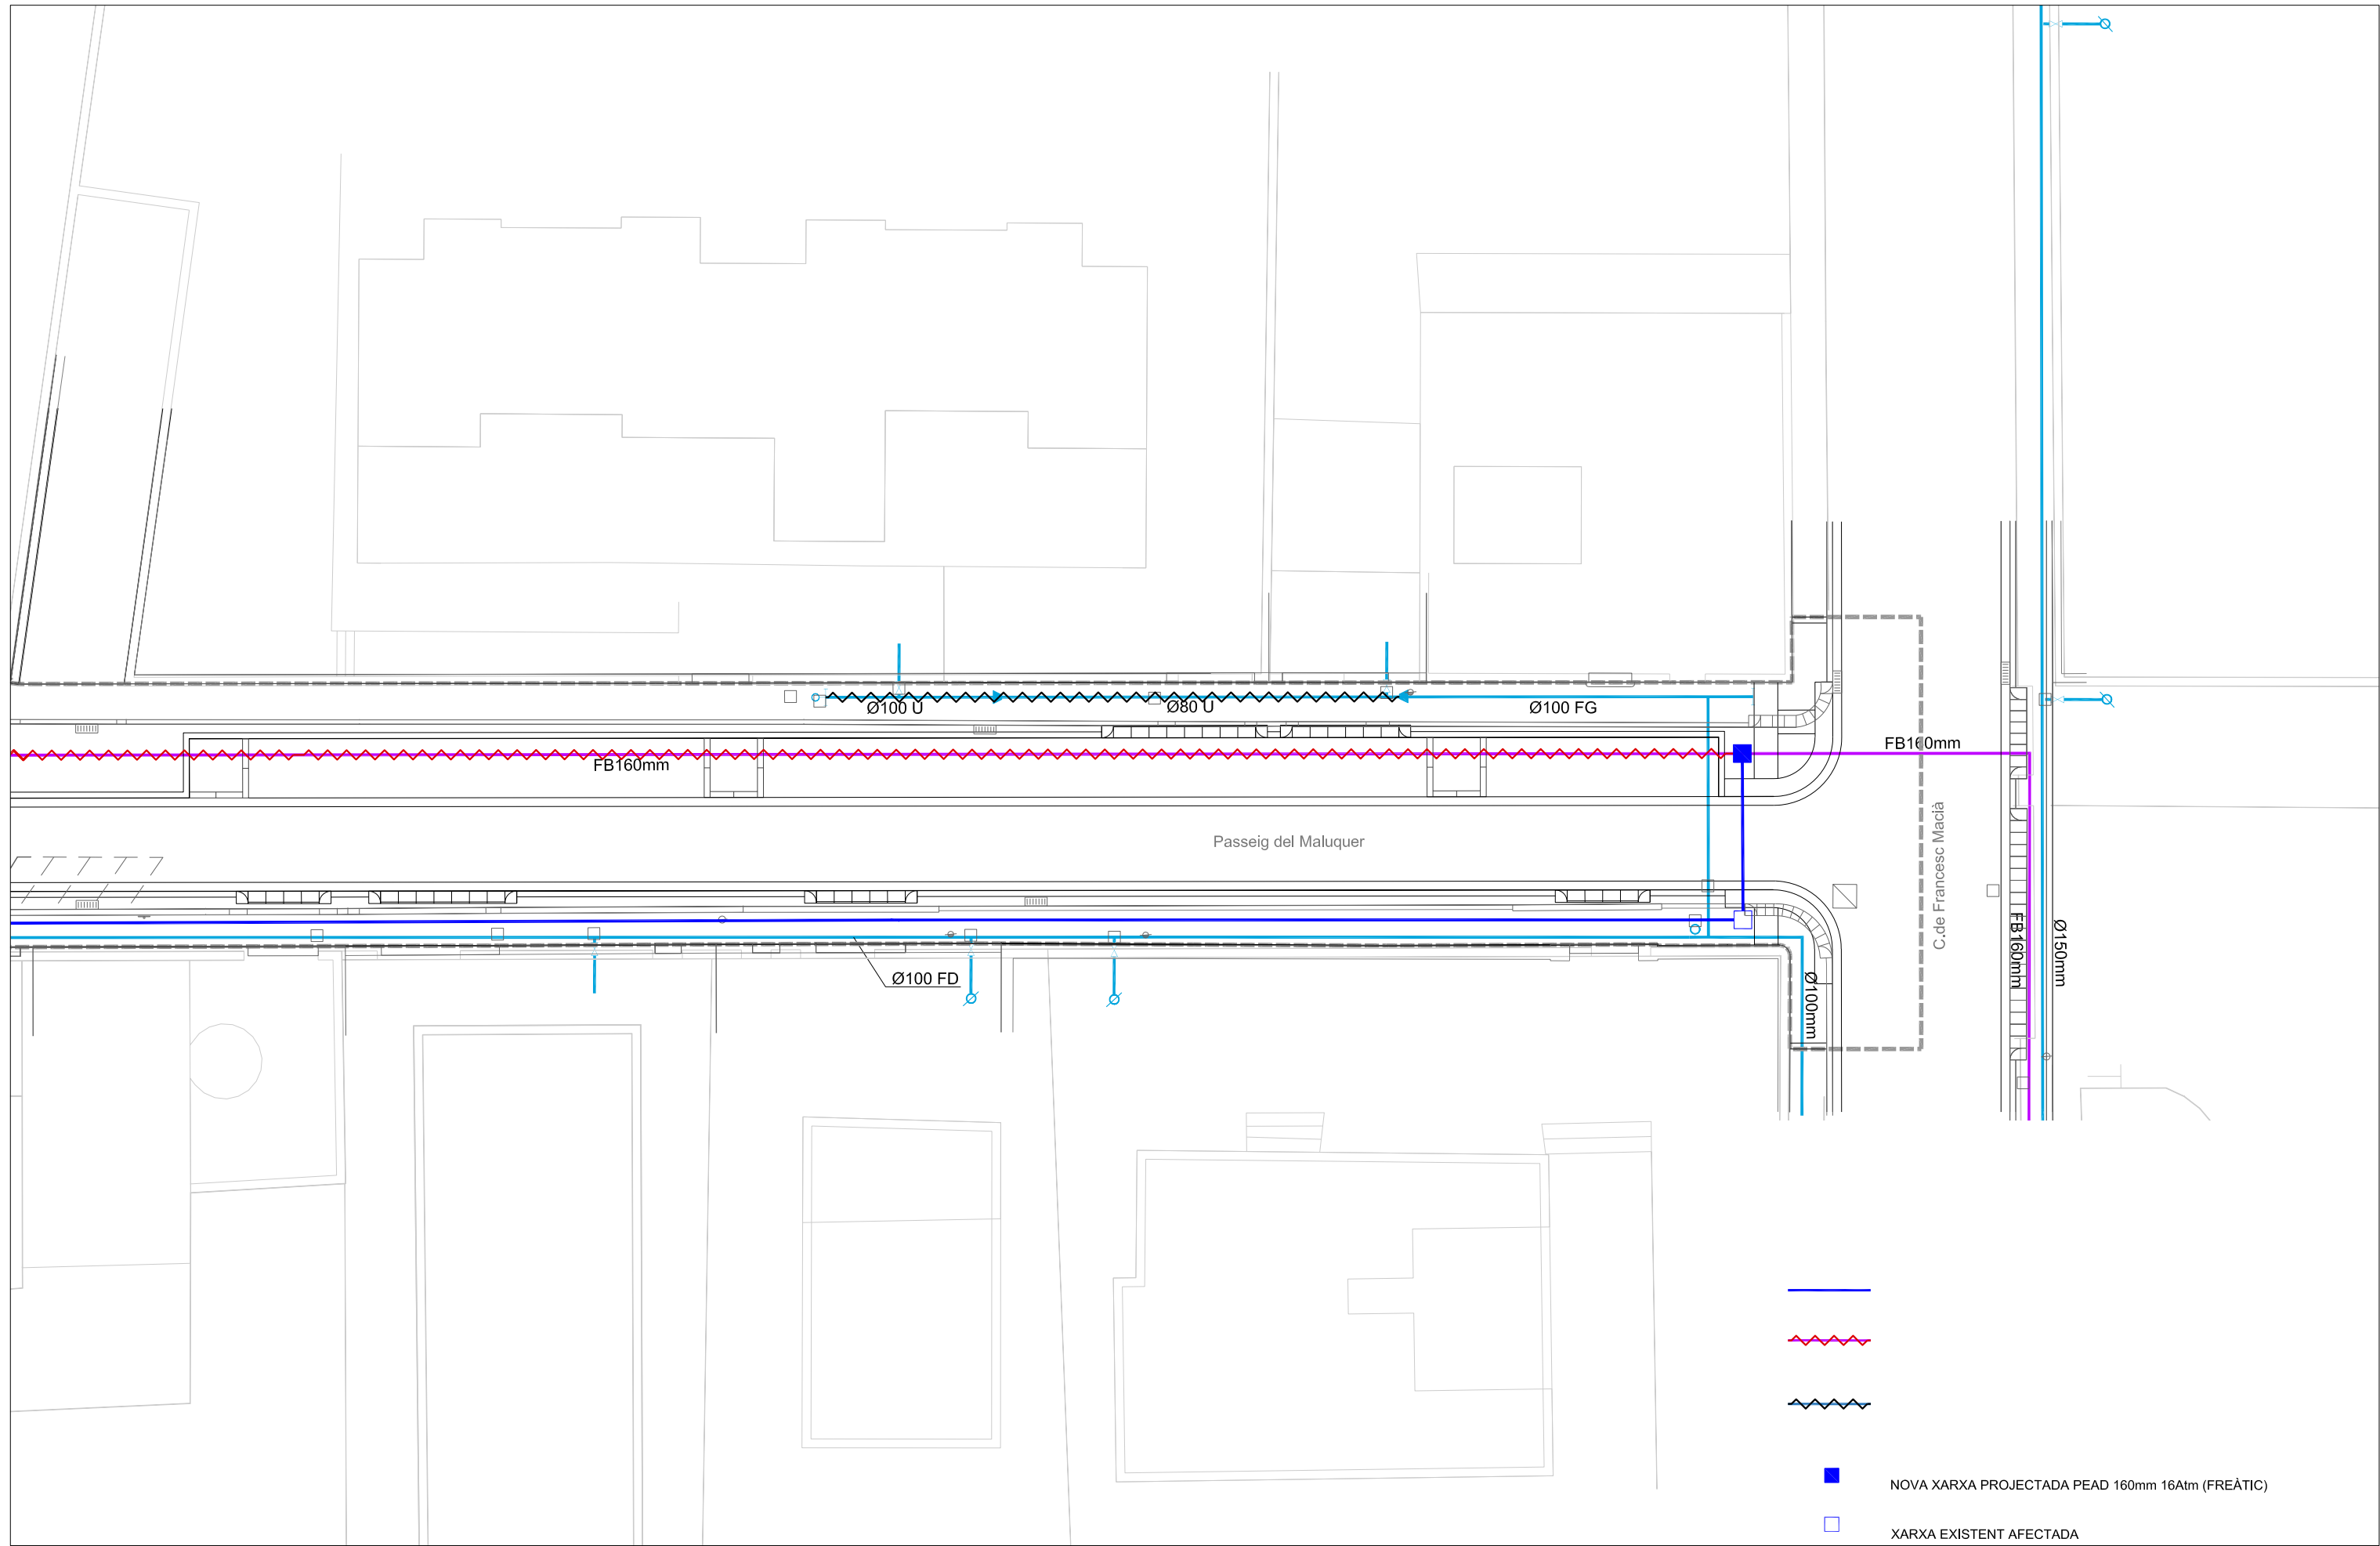 Ø100 U
Ø80 U
Ø100 FG
FB160mm
FB160mm
Passeig del Maluquer
C.de Francesc Macià
FB160mm
Ø150mm
Ø100 FD
Ø100mm
NOVA XARXA PROJECTADA PEAD 160mm 16Atm (FREÀTIC)
XARXA EXISTENT AFECTADA